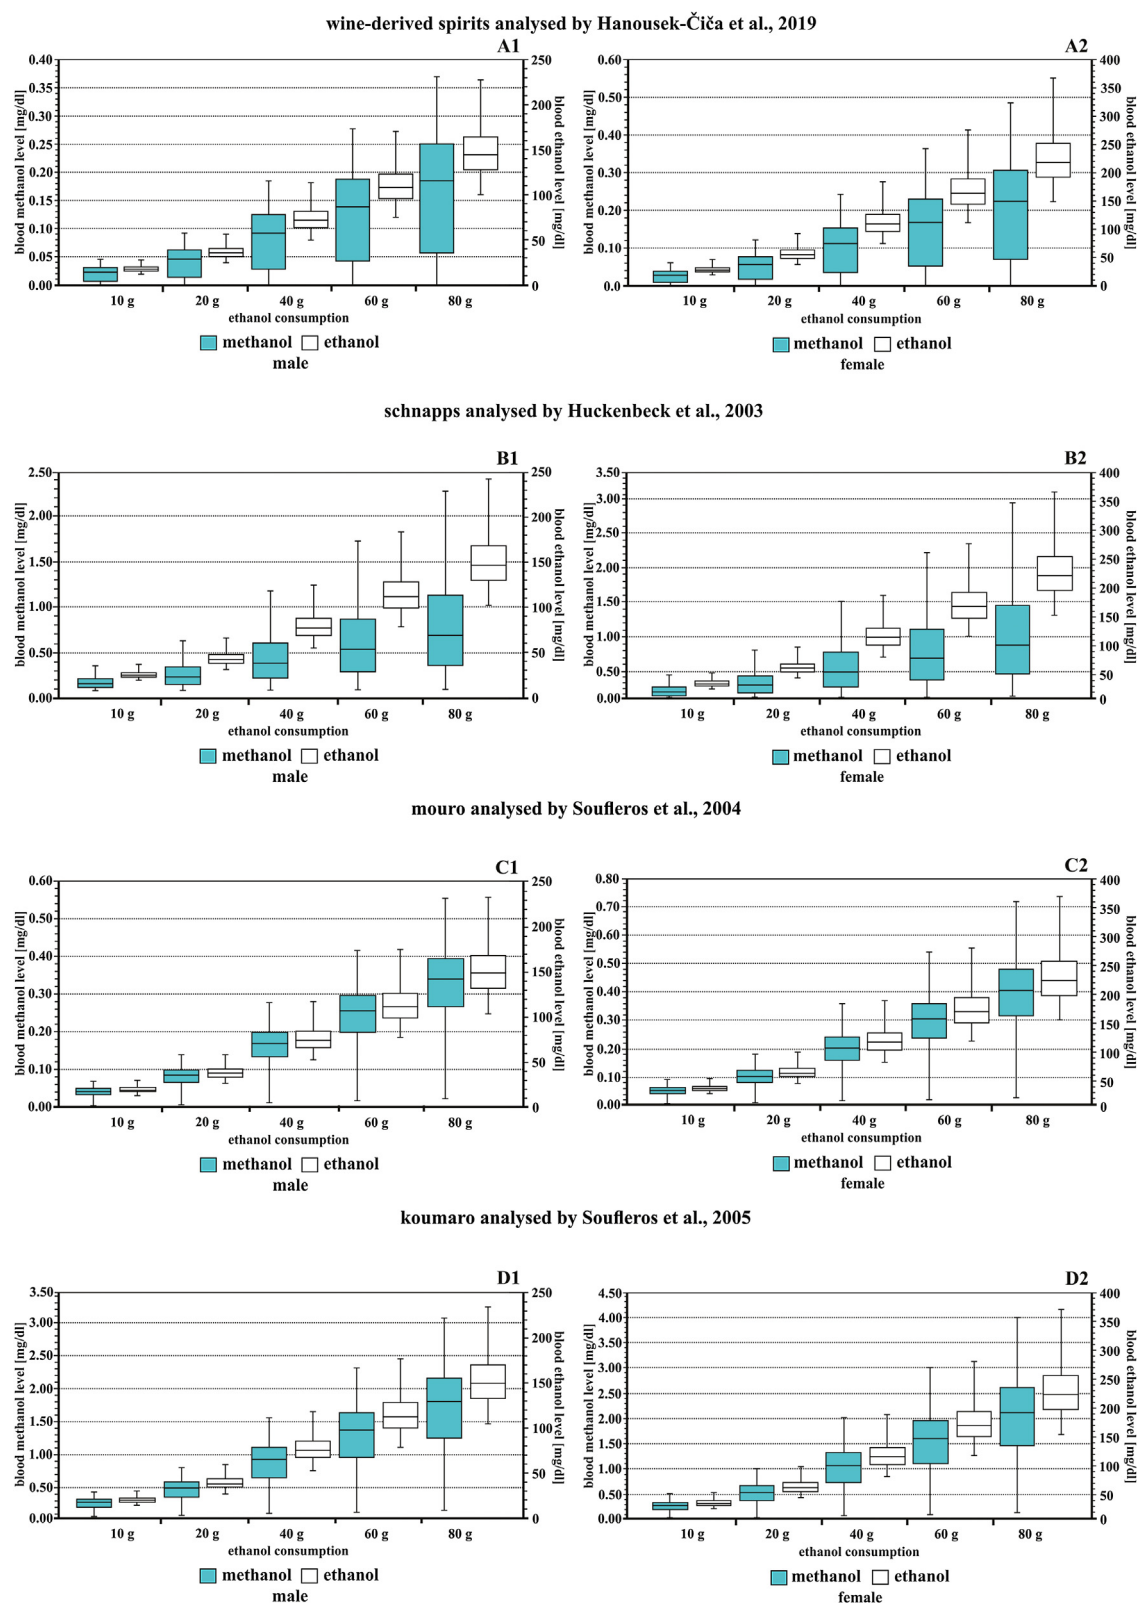 wine-derived spirits analysed by Hanousek-Čiča et al., 2019
A1
blood methanol level [mg/dl]
0.40
0.35
0.30
0.25
0.20
0.15
0.10
0.05
0.00
250
200
150
100
50
0
blood ethanol level [mg/dl]
10 g 20 g 40 g 60 g 80 g
ethanol consumption
methanol ethanol
male
A2
blood methanol level [mg/dl]
0.60
0.50
0.40
0.30
0.20
0.10
0.0
400
350
300
250
200
150
100
50
0
blood ethanol level [mg/dl]
10 g 20 g 40 g 60 g 80 g
ethanol consumption
methanol ethanol
female
schnapps analysed by Huckenbeck et al., 2003
B1
blood methanol level [mg/dl]
2.50
2.00
1.50
1.00
0.50
0.00
250
200
150
100
50
0
blood ethanol level [mg/dl]
10 g 20 g 40 g 60 g 80 g
ethanol consumption
methanol ethanol
male
B2
blood methanol level [mg/dl]
3.50
3.00
2.50
2.00
1.50
1.00
0.50
0.00
400
350
300
250
200
150
100
50
0
blood ethanol level [mg/dl]
10 g 20 g 40 g 60 g 80 g
ethanol consumption
methanol ethanol
female
mouro analysed by Soufleros et al., 2004
C1
blood methanol level [mg/dl]
0.60
0.50
0.40
0.30
0.20
0.10
0.00
250
200
150
100
50
0
blood ethanol level [mg/dl]
10 g 20 g 40 g 60 g 80 g
ethanol consumption
methanol ethanol
male
C2
blood methanol level [mg/dl]
0.80
0.70
0.60
0.50
0.40
0.30
0.20
0.10
0.00
400
350
300
250
200
150
100
50
0
blood ethanol level [mg/dl]
10 g 20 g 40 g 60 g 80 g
ethanol consumption
methanol ethanol
female
koumaro analysed by Soufleros et al., 2005
D1
blood methanol level [mg/dl]
3.50
3.00
2.50
2.00
1.50
1.00
0.50
0.00
250
200
150
100
50
0
blood ethanol level [mg/dl]
10 g 20 g 40 g 60 g 80 g
ethanol consumption
methanol ethanol
male
D2
blood methanol level [mg/dl]
4.50
4.00
3.50
3.00
2.50
2.00
1.50
1.00
0.50
0.00
400
350
300
250
200
150
100
50
0
blood ethanol level [mg/dl]
10 g 20 g 40 g 60 g 80 g
ethanol consumption
methanol ethanol
female